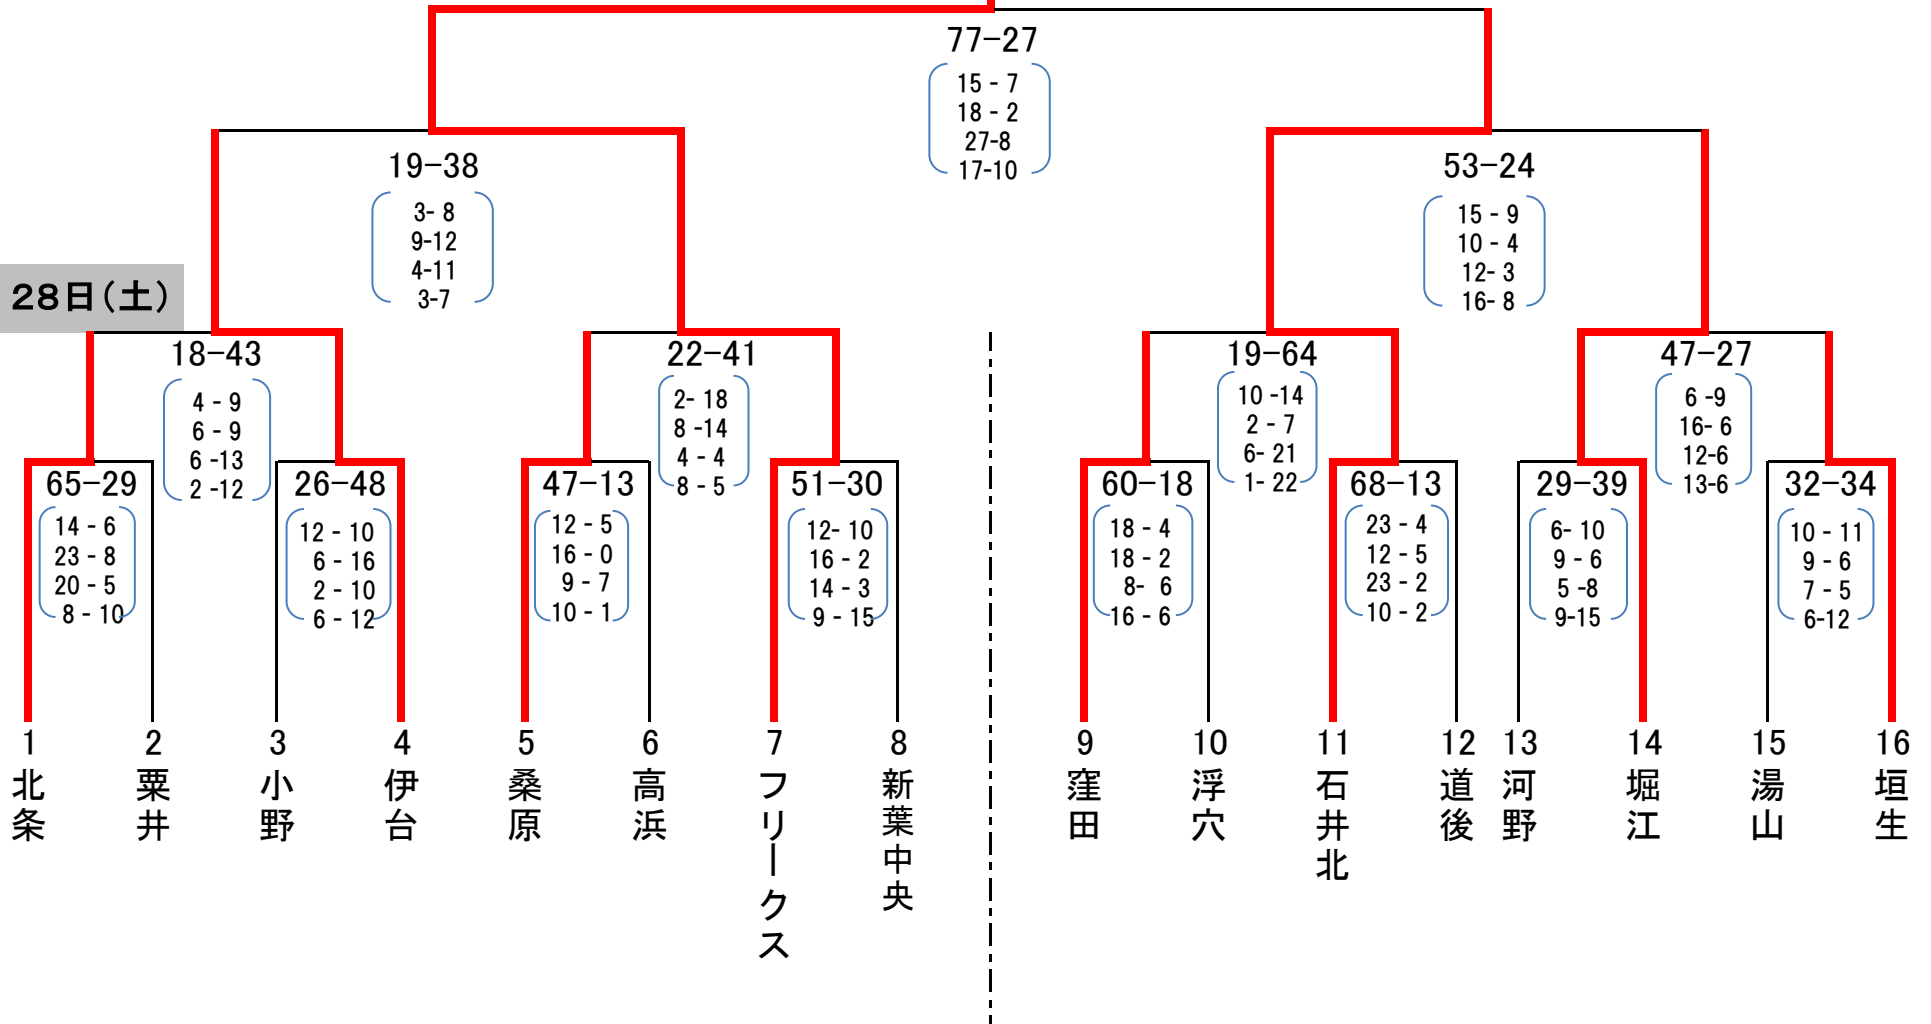 77-27
15 - 7
18 - 2
27-8
17-10
19-38
3- 8
9-12
4-11
3-7
53-24
15 - 9
10 - 4
12- 3
16- 8
28日(土)
18-43
4 - 9
6 - 9
6 -13
2 -12
22-41
2- 18
8 -14
4 - 4
8 - 5
19-64
10 -14
2 - 7
6- 21
1- 22
47-27
6 -9
16- 6
12-6
13-6
65-29
14 - 6
23 - 8
20 - 5
8 - 10
26-48
12 - 10
6 - 16
2 - 10
6 - 12
47-13
12 - 5
16 - 0
9 - 7
10 - 1
51-30
12- 10
16 - 2
14 - 3
9 - 15
60-18
18 - 4
18 - 2
8- 6
16 - 6
68-13
23 - 4
12 - 5
23 - 2
10 - 2
29-39
6- 10
9 - 6
5 -8
9-15
32-34
10 - 11
9 - 6
7 - 5
6-12
1
北条
2
粟井
3
小野
4
伊台
5
桑原
6
高浜
7
フリークス
8
新葉中央
9
窪田
10
浮穴
11
石井北
12
道後
13
河野
14
堀江
15
湯山
16
垣生